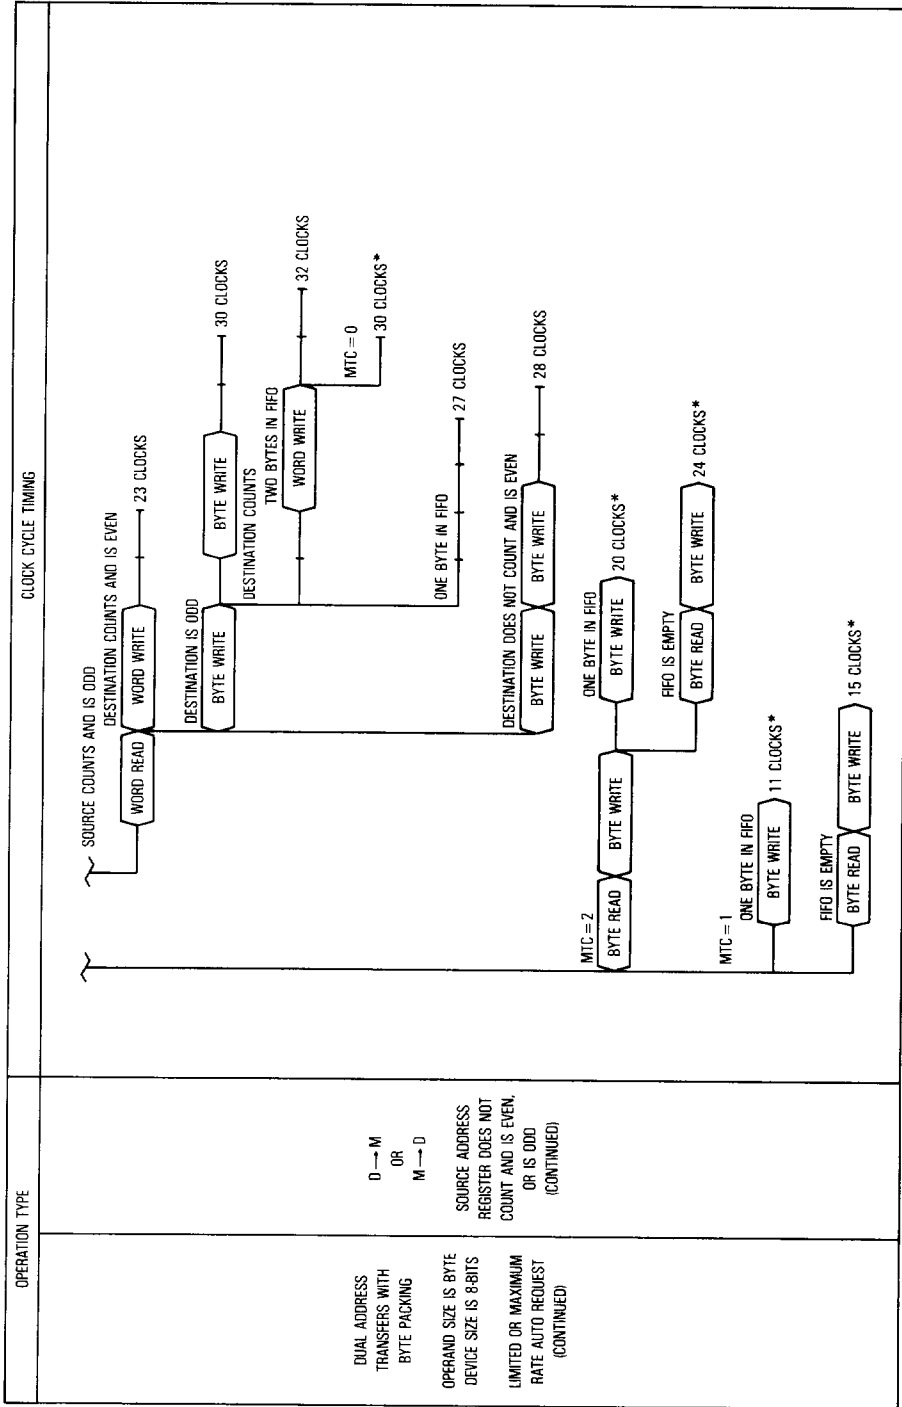 OPERATION TYPE
CLOCK CYCLE TIMING
DUAL ADDRESS
TRANSFERS WITH
BYTE PACKING
OPERAND SIZE IS BYTE
DEVICE SIZE IS 8-BITS
LIMITED OR MAXIMUM
RATE AUTO REQUEST
(CONTINUED)
D→M
OR
M→D
SOURCE ADDRESS
REGISTER DOES NOT
COUNT AND IS EVEN,
OR IS ODD
(CONTINUED)
SOURCE COUNTS AND IS ODD
DESTINATION COUNTS AND IS EVEN
WORD READ WORD WRITE 23 CLOCKS
DESTINATION IS ODD
BYTE WRITE BYTE WRITE 30 CLOCKS
DESTINATION COUNTS
TWO BYTES IN FIFO
WORD WRITE 32 CLOCKS
MTC = 0
30 CLOCKS*
ONE BYTE IN FIFO
27 CLOCKS
DESTINATION DOES NOT COUNT AND IS EVEN
BYTE WRITE BYTE WRITE 28 CLOCKS
MTC = 2
ONE BYTE IN FIFO
BYTE READ BYTE WRITE BYTE WRITE 20 CLOCKS*
FIFO IS EMPTY
BYTE READ BYTE WRITE 24 CLOCKS*
MTC = 1
ONE BYTE IN FIFO
BYTE WRITE 11 CLOCKS*
FIFO IS EMPTY
BYTE READ BYTE WRITE 15 CLOCKS*